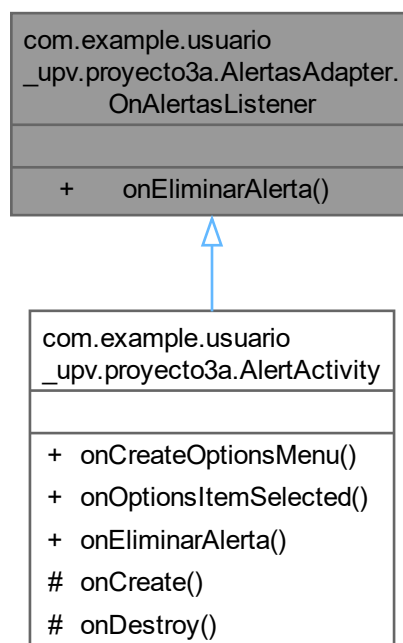 com.example.usuario
_upv.proyecto3a.AlertasAdapter.
OnAlertasListener
+ onEliminarAlerta()
com.example.usuario
_upv.proyecto3a.AlertActivity
+ onCreateOptionsMenu()
+ onOptionsItemSelected()
+ onEliminarAlerta()
# onCreate()
# onDestroy()